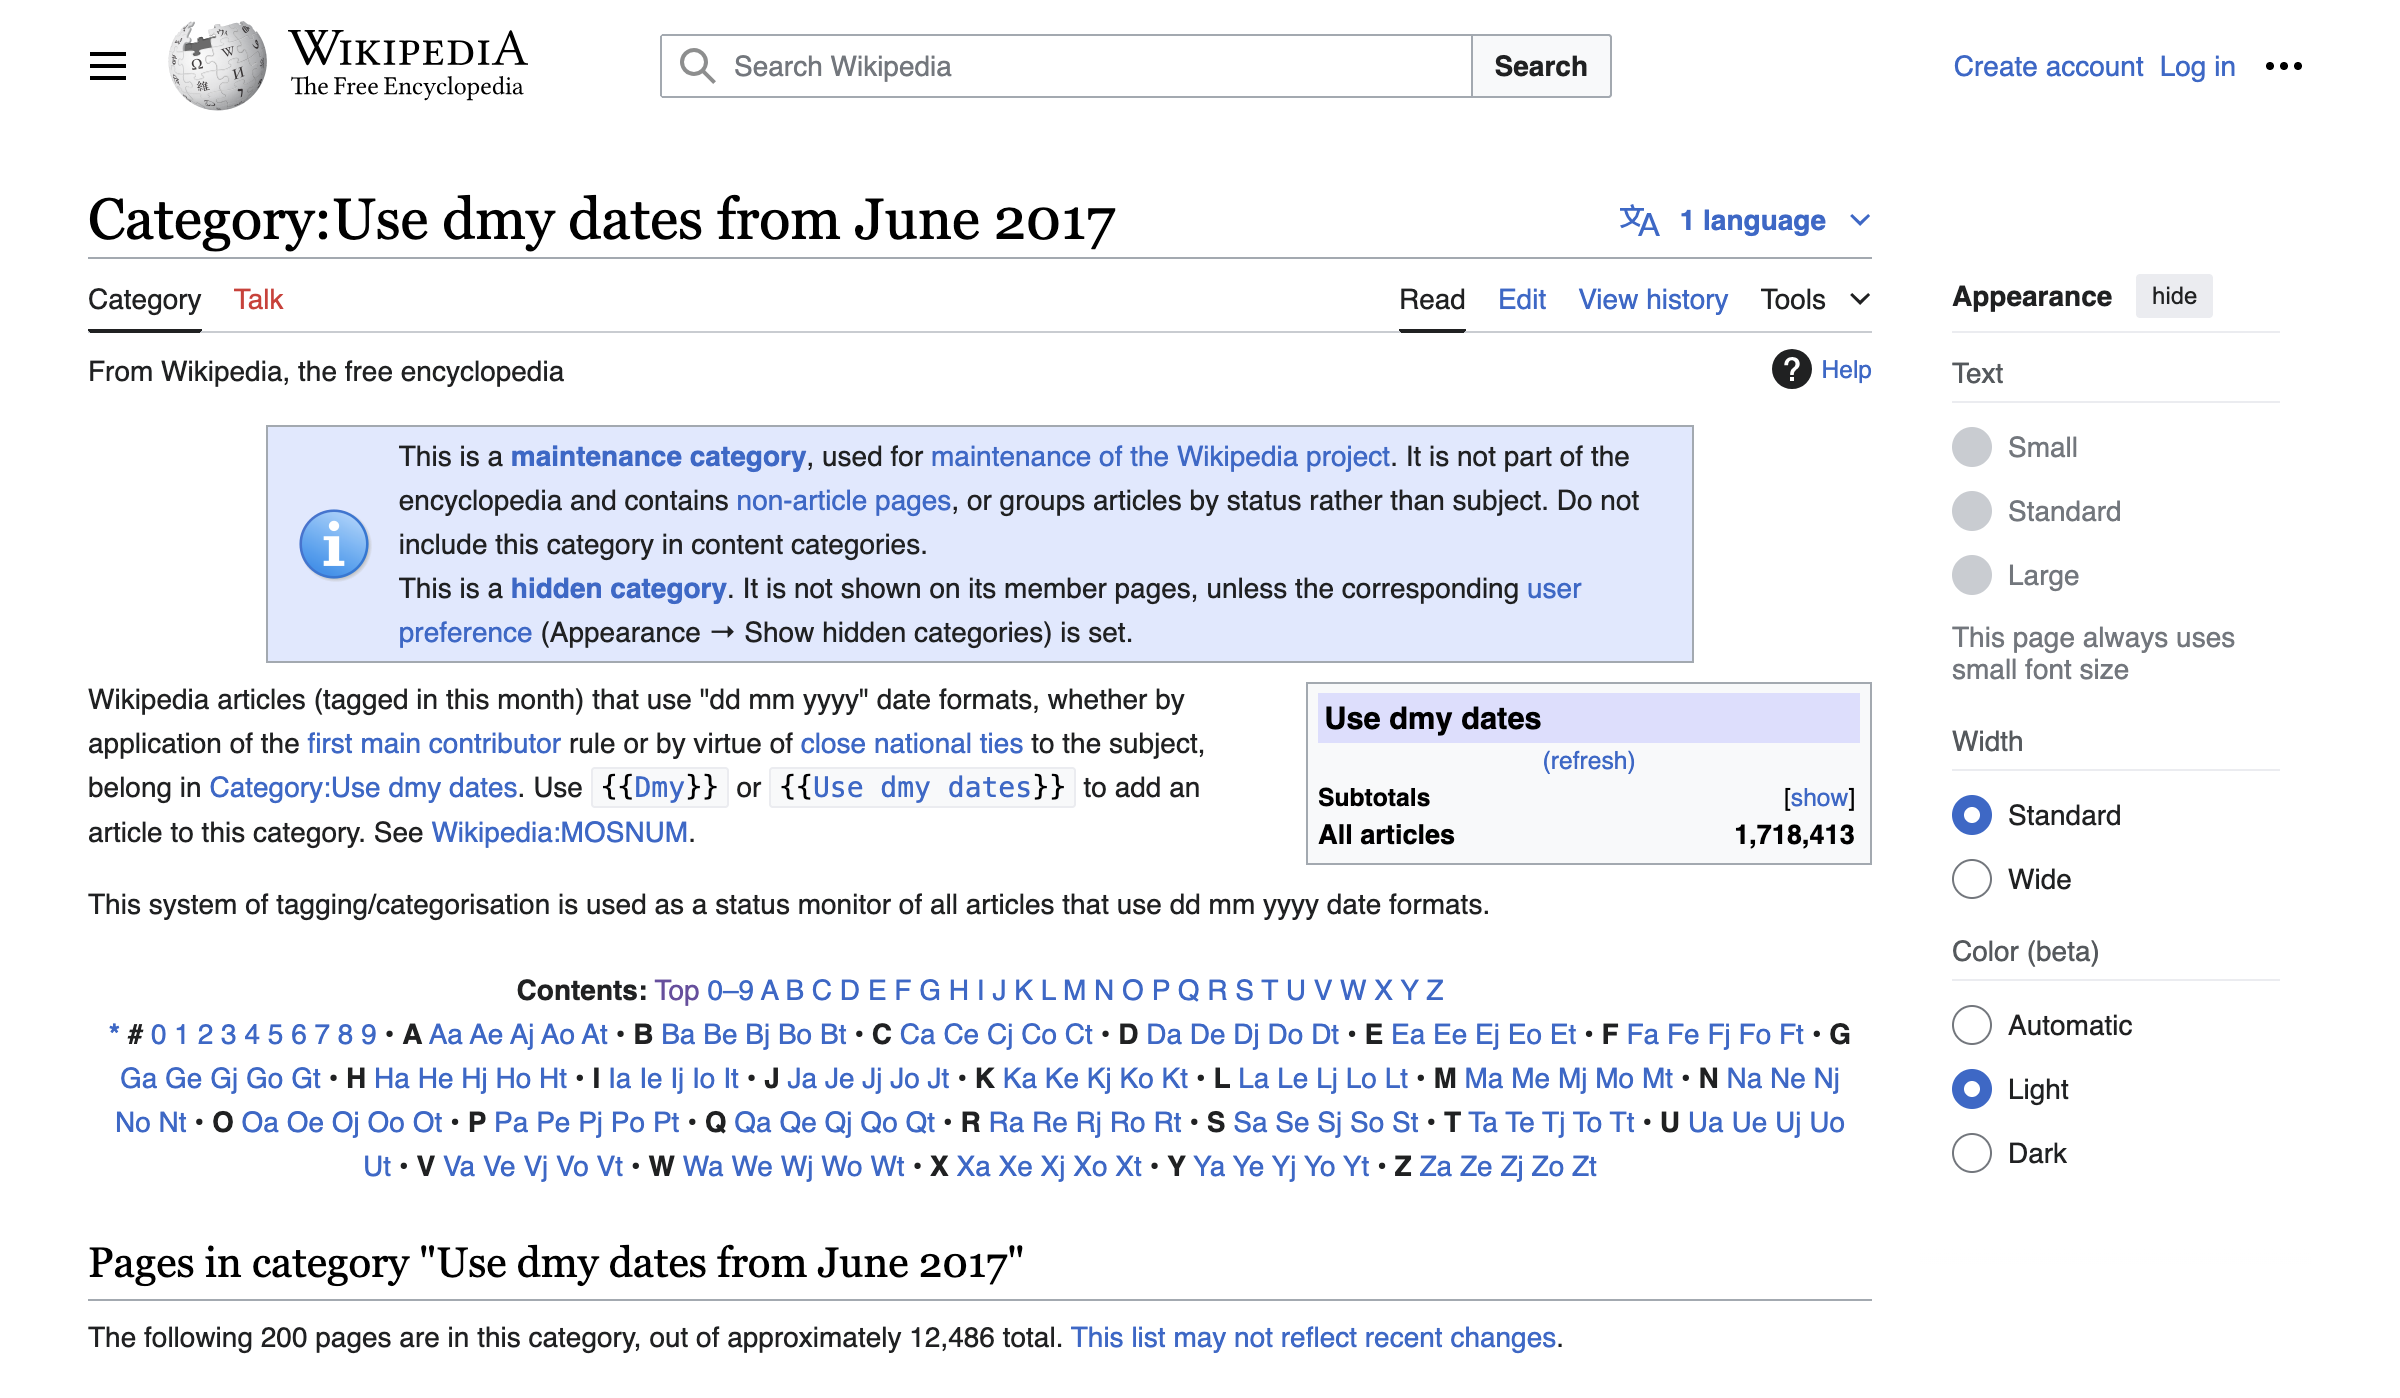 WIKIPEDIA
The Free Encyclopedia
Search Wikipedia
Search
Create account Log in
Category:Use dmy dates from June 2017
1 language
Category Talk
Read Edit View history Tools
From Wikipedia, the free encyclopedia
Help
This is a maintenance category, used for maintenance of the Wikipedia project. It is not part of the
encyclopedia and contains non-article pages, or groups articles by status rather than subject. Do not
include this category in content categories.
This is a hidden category. It is not shown on its member pages, unless the corresponding user
preference (Appearance → Show hidden categories) is set.
Wikipedia articles (tagged in this month) that use "dd mm yyyy" date formats, whether by
application of the first main contributor rule or by virtue of close national ties to the subject,
belong in Category:Use dmy dates. Use {{Dmy}} or {{Use dmy dates}} to add an
article to this category. See Wikipedia:MOSNUM.
Use dmy dates
(refresh)
Subtotals [show]
All articles 1,718,413
This system of tagging/categorisation is used as a status monitor of all articles that use dd mm yyyy date formats.
Contents: Top 0–9 A B C D E F G H I J K L M N O P Q R S T U V W X Y Z
* # 0 1 2 3 4 5 6 7 8 9 • A Aa Ae Aj Ao At • B Ba Be Bj Bo Bt • C Ca Ce Cj Co Ct • D Da De Dj Do Dt • E Ea Ee Ej Eo Et • F Fa Fe Fj Fo Ft • G
Ga Ge Gj Go Gt • H Ha He Hj Ho Ht • I Ia Ie Ij Io It • J Ja Je Jj Jo Jt • K Ka Ke Kj Ko Kt • L La Le Lj Lo Lt • M Ma Me Mj Mo Mt • N Na Ne Nj
No Nt • O Oa Oe Oj Oo Ot • P Pa Pe Pj Po Pt • Q Qa Qe Qj Qo Qt • R Ra Re Rj Ro Rt • S Sa Se Sj So St • T Ta Te Tj To Tt • U Ua Ue Uj Uo
Ut • V Va Ve Vj Vo Vt • W Wa We Wj Wo Wt • X Xa Xe Xj Xo Xt • Y Ya Ye Yj Yo Yt • Z Za Ze Zj Zo Zt
Pages in category "Use dmy dates from June 2017"
The following 200 pages are in this category, out of approximately 12,486 total. This list may not reflect recent changes.
Appearance hide
Text
Small
Standard
Large
This page always uses
small font size
Width
Standard
Wide
Color (beta)
Automatic
Light
Dark